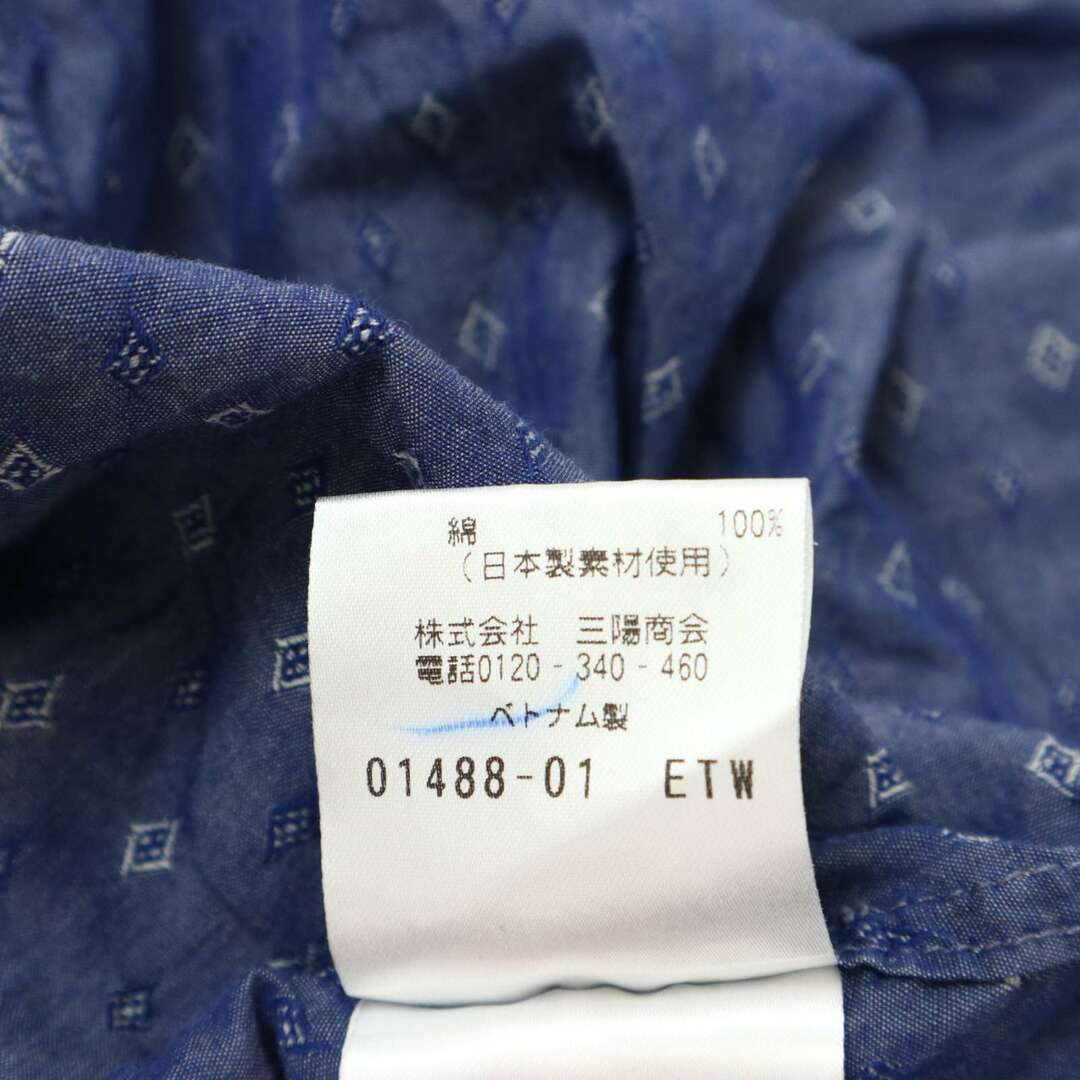 綿 100%
(日本製素材使用)
株式会社 三陽商会
電話0120-340-460
ベトナム製
01488-01 ETW